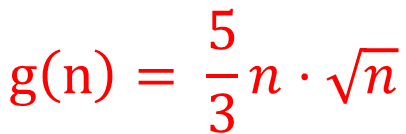 g(n) = 5/3 n · √n